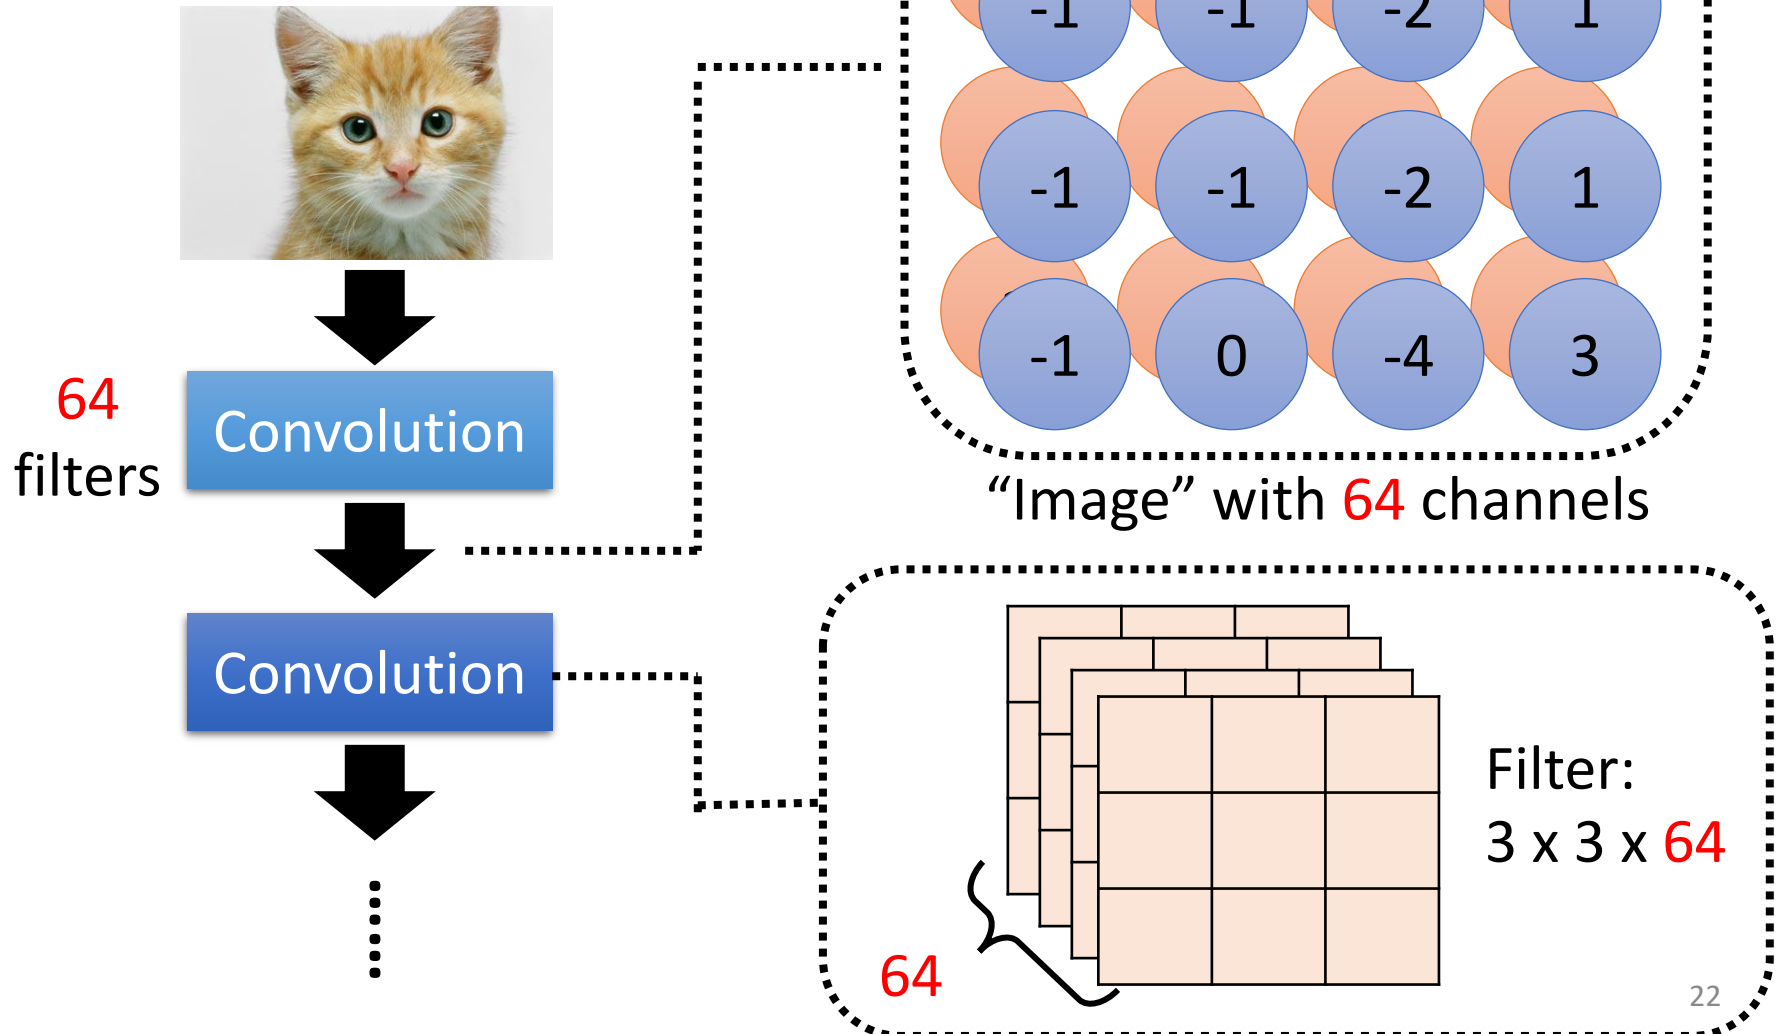 -1 -1 -2 1
-1 -1 -2 1
-1 0 -4 3
“Image” with 64 channels
64
filters
Convolution
Convolution
Filter:
3 x 3 x 64
64
22